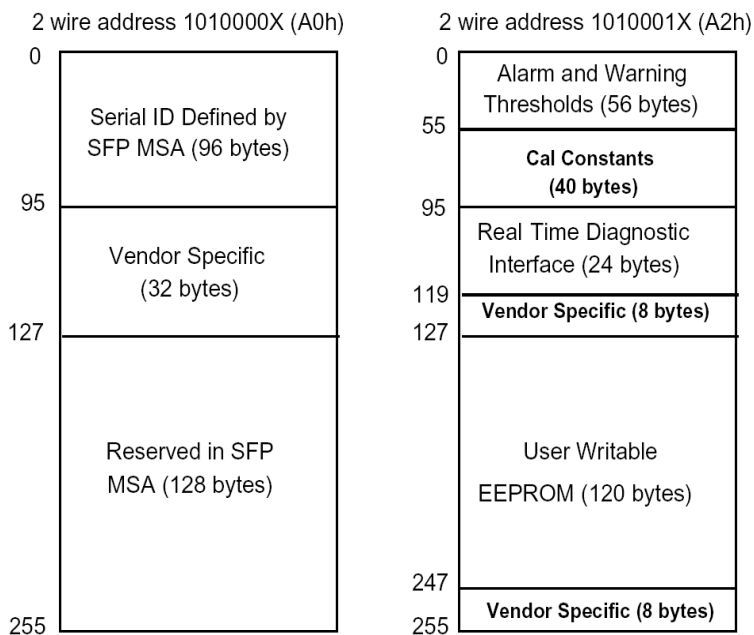 2 wire address 1010000X (A0h)
0
Serial ID Defined by
SFP MSA (96 bytes)
95
Vendor Specific
(32 bytes)
127
Reserved in SFP
MSA (128 bytes)
255
2 wire address 1010001X (A2h)
0
Alarm and Warning
Thresholds (56 bytes)
55
Cal Constants
(40 bytes)
95
Real Time Diagnostic
Interface (24 bytes)
119
Vendor Specific (8 bytes)
127
User Writable
EEPROM (120 bytes)
247
Vendor Specific (8 bytes)
255